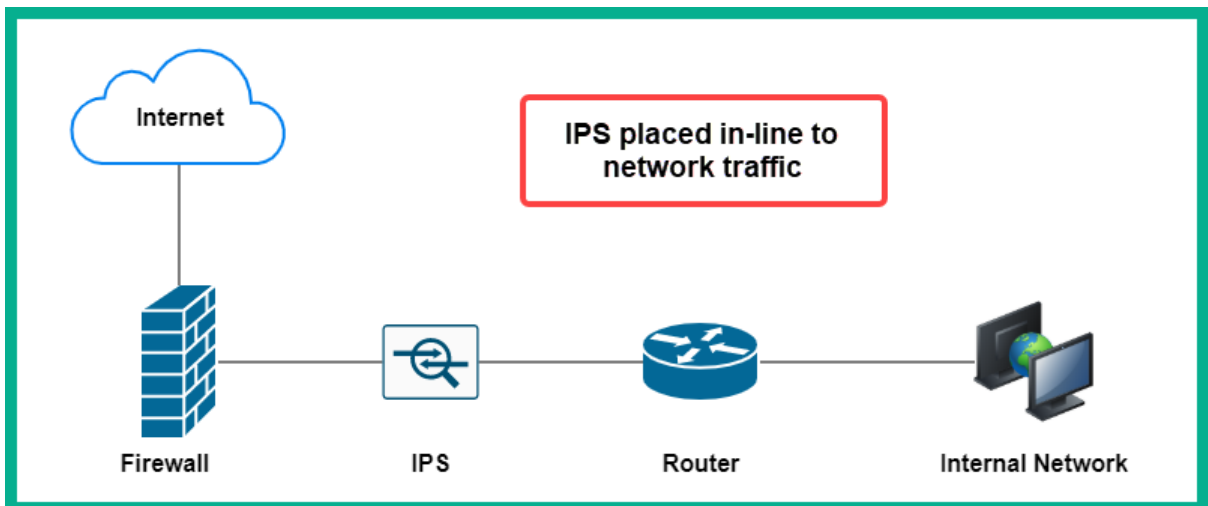 Internet
IPS placed in-line to
network traffic
Firewall
IPS
Router
Internal Network